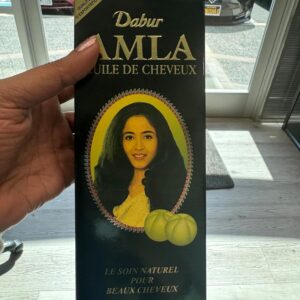 Dabur
AMLA
HUILE DE CHEVEUX
LE SOIN NATUREL
POUR
BEAUX CHEVEUX